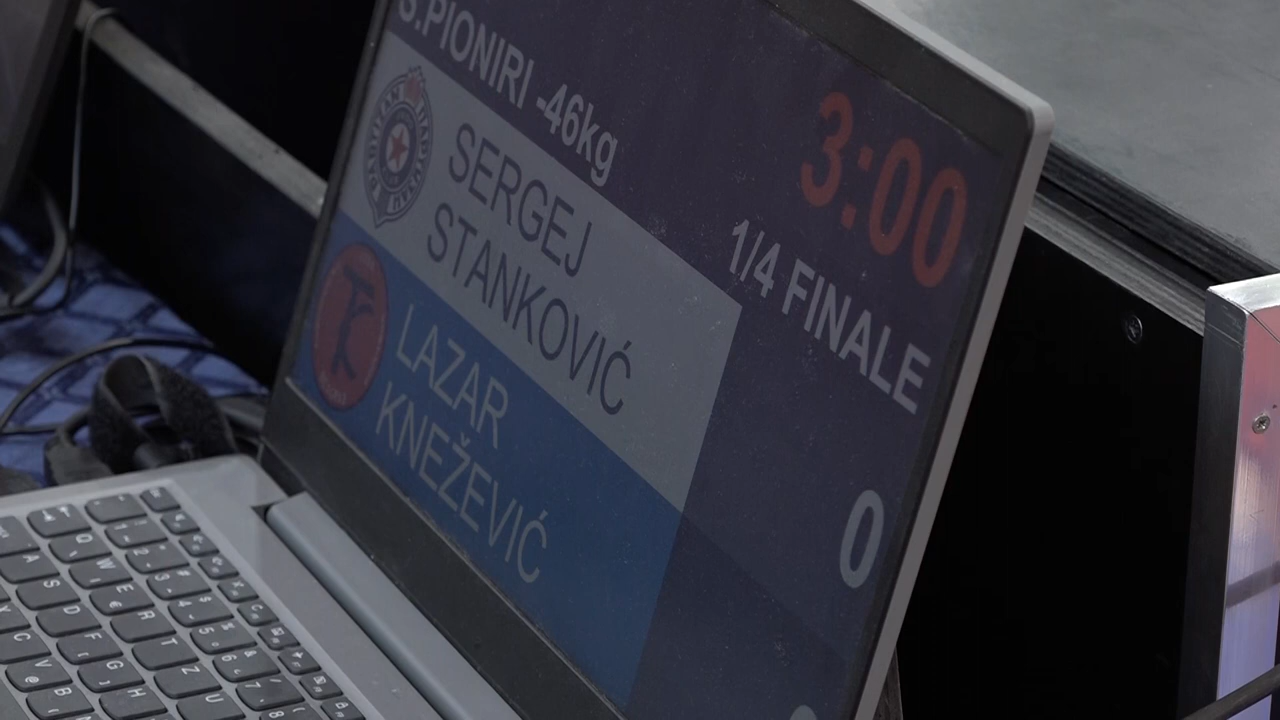 S.PIONIRI -46kg
3:00
1/4 FINALE
SERGEJ
STANKOVIĆ
0
LAZAR
KNEŽEVIĆ